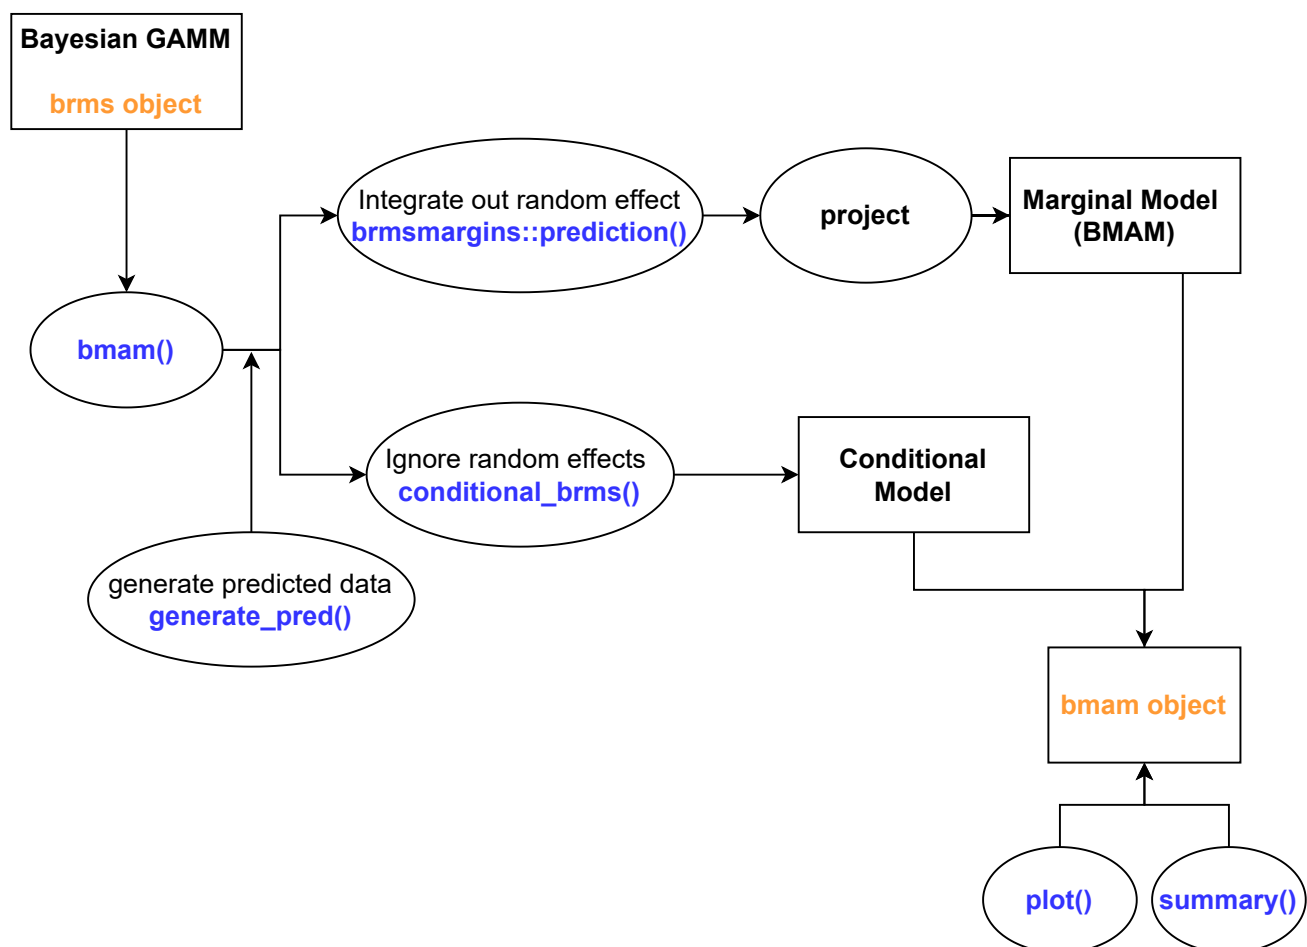 Bayesian GAMM
brms object
Integrate out random effect
brmsmargins::prediction()
project
Marginal Model
(BMAM)
bmam()
Ignore random effects
conditional_brms()
Conditional
Model
generate predicted data
generate_pred()
bmam object
plot()
summary()